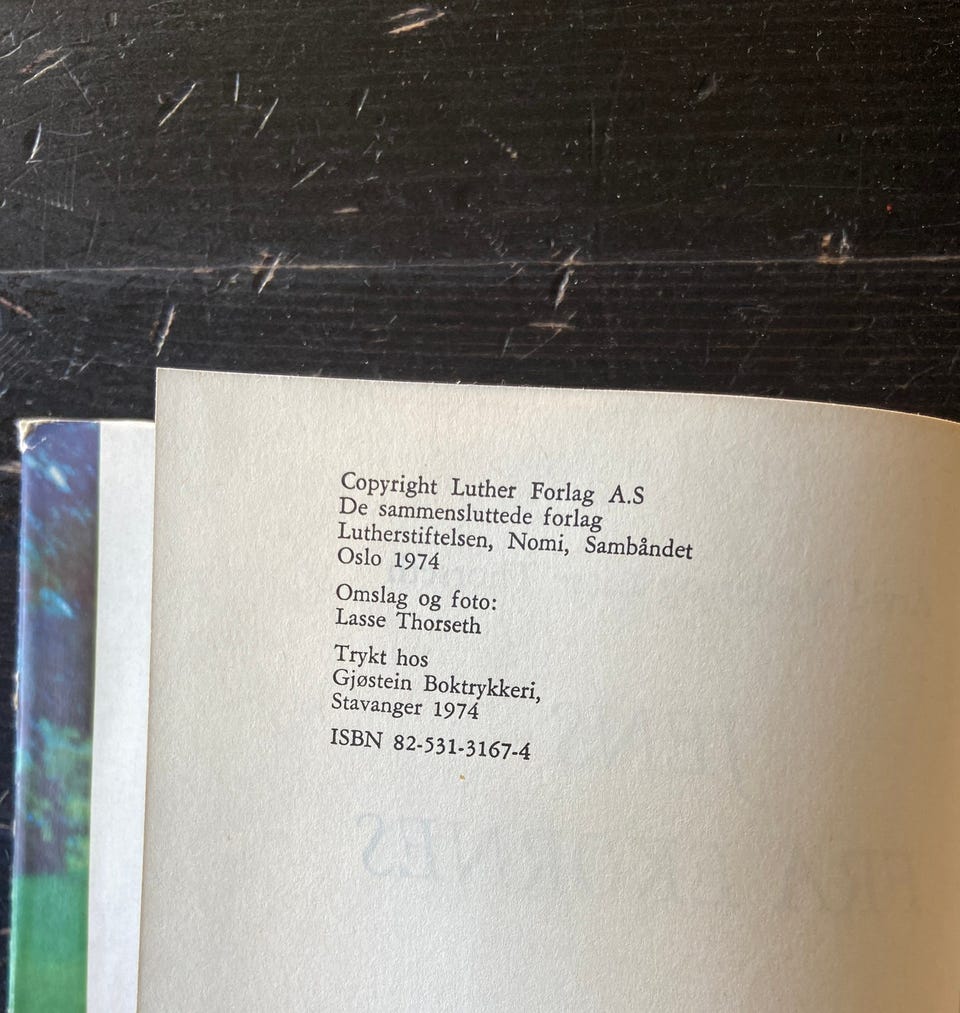 Copyright Luther Forlag A.S
De sammensluttede forlag
Lutherstiftelsen, Nomi, Sambåndet
Oslo 1974
Omslag og foto:
Lasse Thorseth
Trykt hos
Gjøstein Boktrykkeri,
Stavanger 1974
ISBN 82-531-3167-4